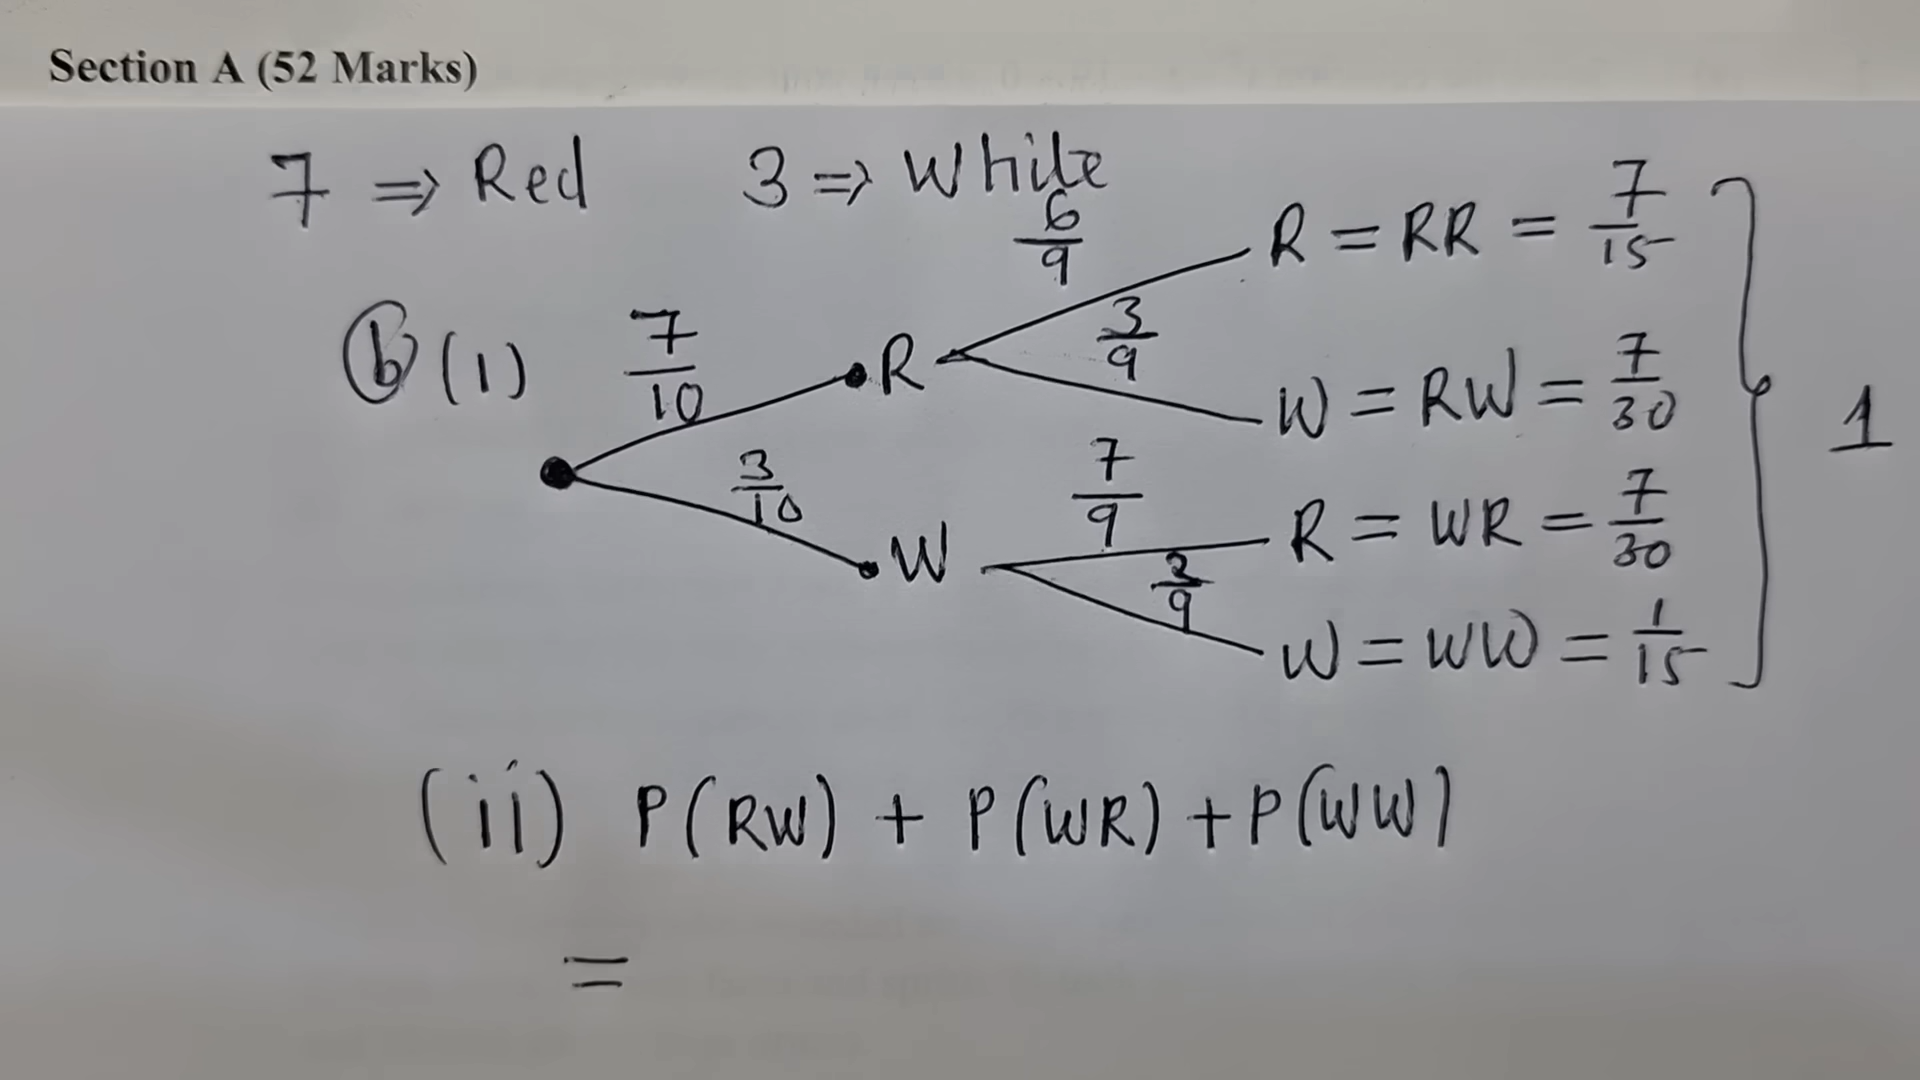 Section A (52 Marks)
7 ⇒ Red 3 ⇒ White
6/9 R = RR = 7/15
(b) (i) 7/10 R 3/9
W = RW = 7/30
1
3/10 7/9
R = WR = 7/30
W 2/9
W = WW = 1/15
(ii) P(RW) + P(WR) + P(WW)
=